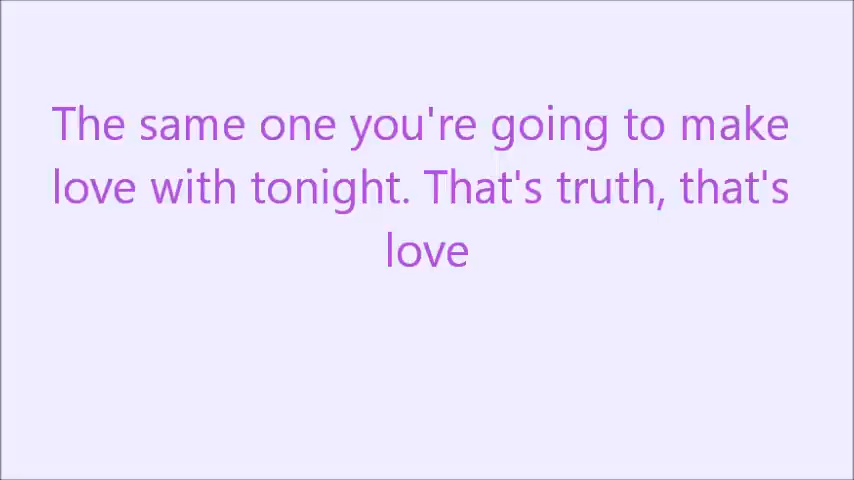 The same one you're going to make
love with tonight. That's truth, that's
love